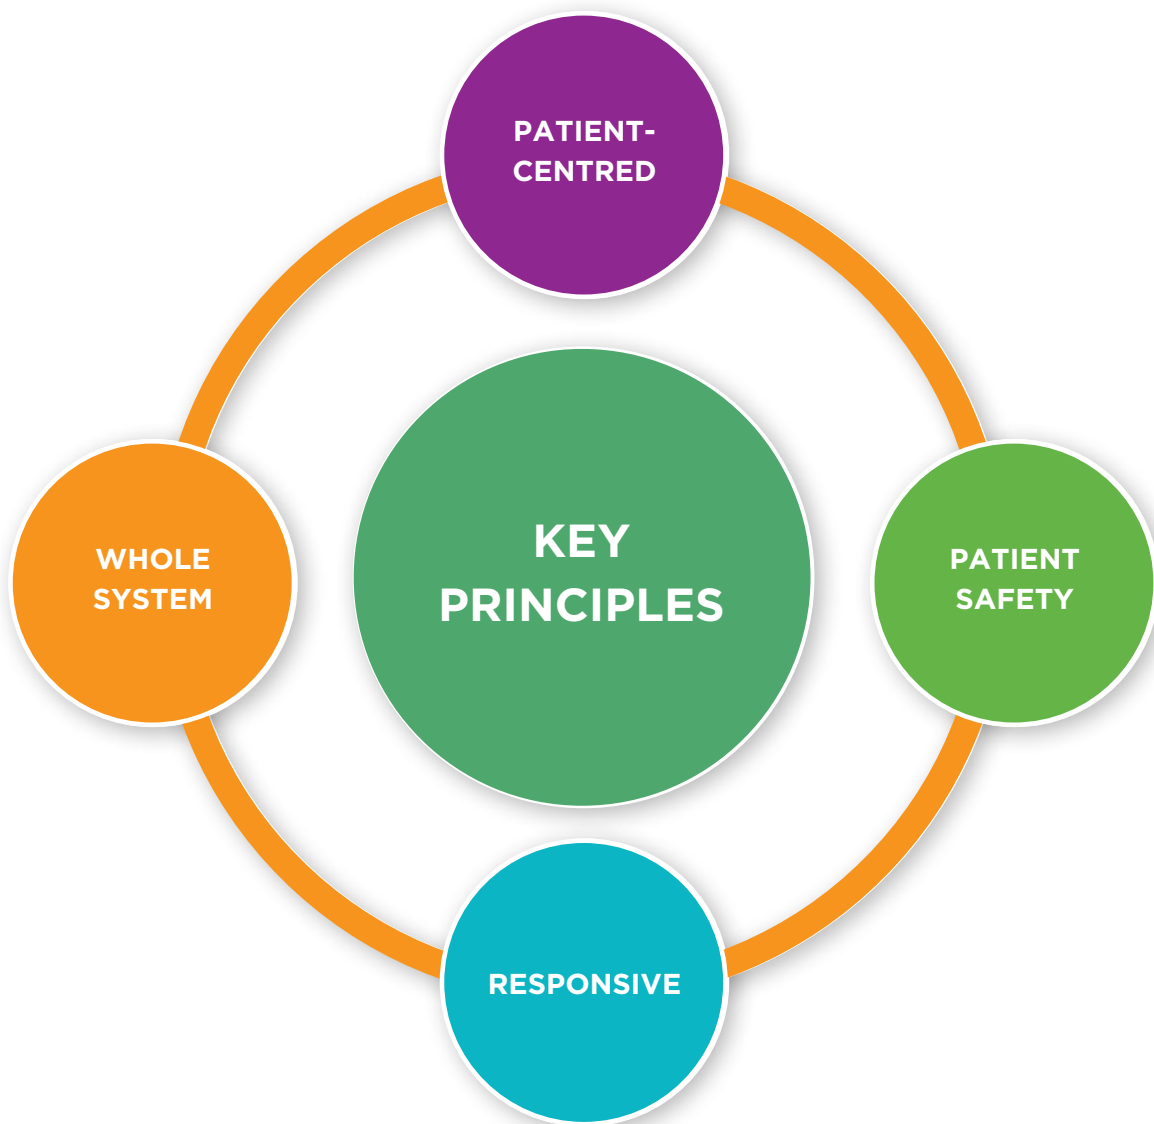 PATIENT-
CENTRED
KEY
PRINCIPLES
WHOLE
SYSTEM
PATIENT
SAFETY
RESPONSIVE